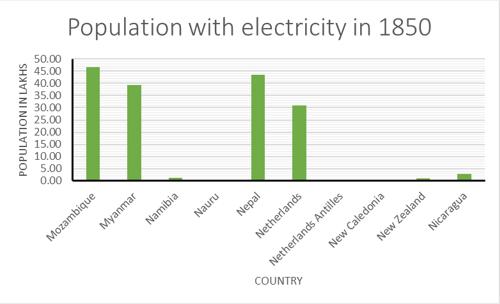 Population with electricity in 1850
POPULATION IN LAKHS
50.00
45.00
40.00
35.00
30.00
25.00
20.00
15.00
10.00
5.00
0.00
Mozambique
Myanmar
Namibia
Nauru
Nepal
Netherlands
Netherlands Antilles
New Caledonia
New Zealand
Nicaragua
COUNTRY